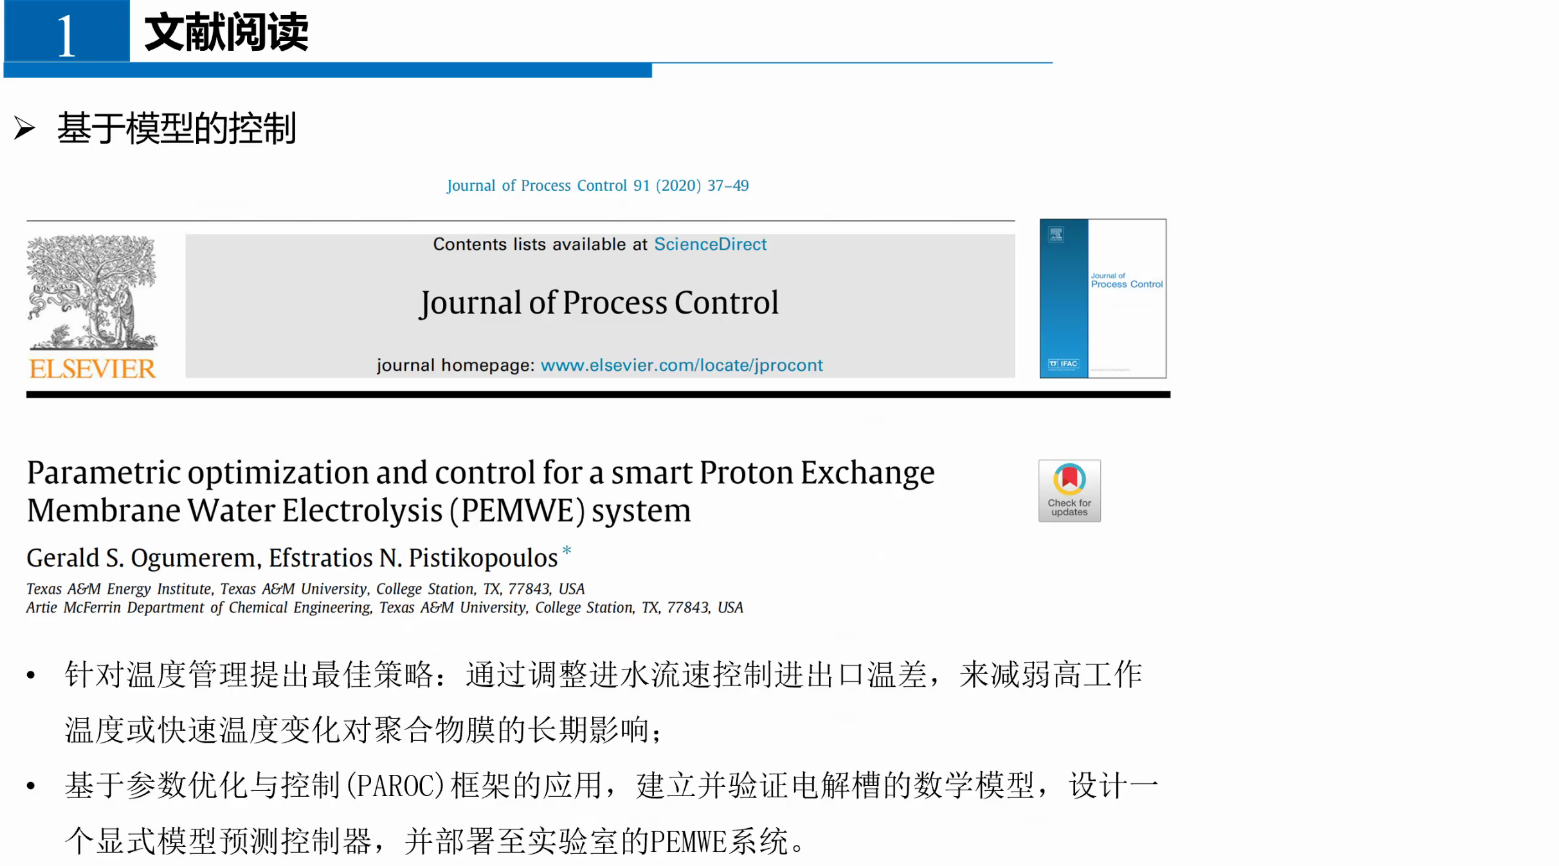 1 文献阅读
➢ 基于模型的控制
Journal of Process Control 91 (2020) 37–49
Contents lists available at ScienceDirect
Journal of Process Control
journal homepage: www.elsevier.com/locate/jprocont
ELSEVIER
Journal of
Process Control
IFAC
Parametric optimization and control for a smart Proton Exchange
Membrane Water Electrolysis (PEMWE) system
Check for
updates
Gerald S. Ogumerem, Efstratios N. Pistikopoulos *
Texas A&M Energy Institute, Texas A&M University, College Station, TX, 77843, USA
Artie McFerrin Department of Chemical Engineering, Texas A&M University, College Station, TX, 77843, USA
• 针对温度管理提出最佳策略：通过调整进水流速控制进出口温差，来减弱高工作
温度或快速温度变化对聚合物膜的长期影响；
• 基于参数优化与控制(PAROC)框架的应用，建立并验证电解槽的数学模型，设计一
个显式模型预测控制器，并部署至实验室的PEMWE系统。